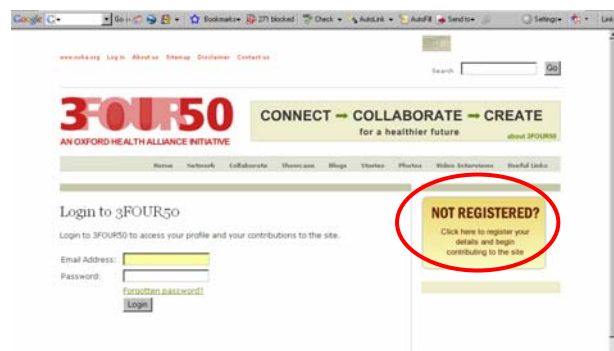 Google G Go Bookmarks 271 blocked Check AutoLink AutoFill Send to Settings Link
www.oxha.org Log in About us Sitemap Disclaimer Contact us
Search Go
3FOUR50
AN OXFORD HEALTH ALLIANCE INITIATIVE
CONNECT → COLLABORATE → CREATE
for a healthier future
about 3FOUR50
Home Network Collaborate Showcase Blogs Stories Photos Video Interviews Useful Links
Login to 3FOUR50
Login to 3FOUR50 to access your profile and your contributions to the site.
Email Address:
Password:
Forgotten password?
Login
NOT REGISTERED?
Click here to register your
details and begin
contributing to the site